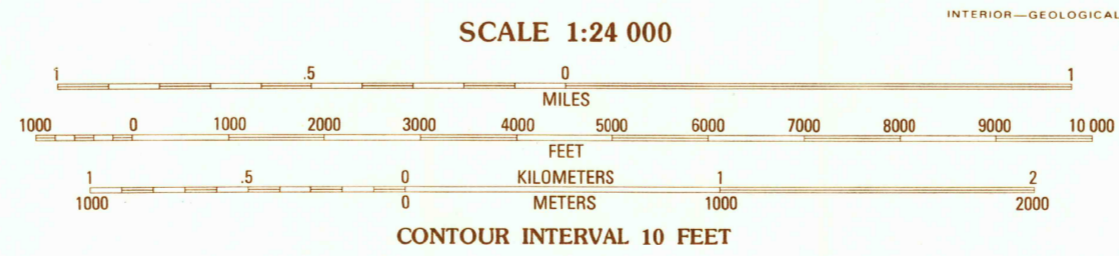 INTERIOR—GEOLOGICAL
SCALE 1:24 000
1 .5 0 1
MILES
1000 0 1000 2000 3000 4000 5000 6000 7000 8000 9000 10 000
FEET
1 .5 0 KILOMETERS 1 2
1000 0 METERS 1000 2000
CONTOUR INTERVAL 10 FEET